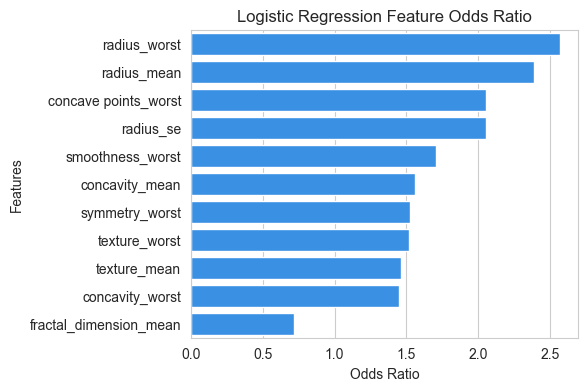 Logistic Regression Feature Odds Ratio
Features
radius_worst
radius_mean
concave points_worst
radius_se
smoothness_worst
concavity_mean
symmetry_worst
texture_worst
texture_mean
concavity_worst
fractal_dimension_mean
0.0 0.5 1.0 1.5 2.0 2.5
Odds Ratio